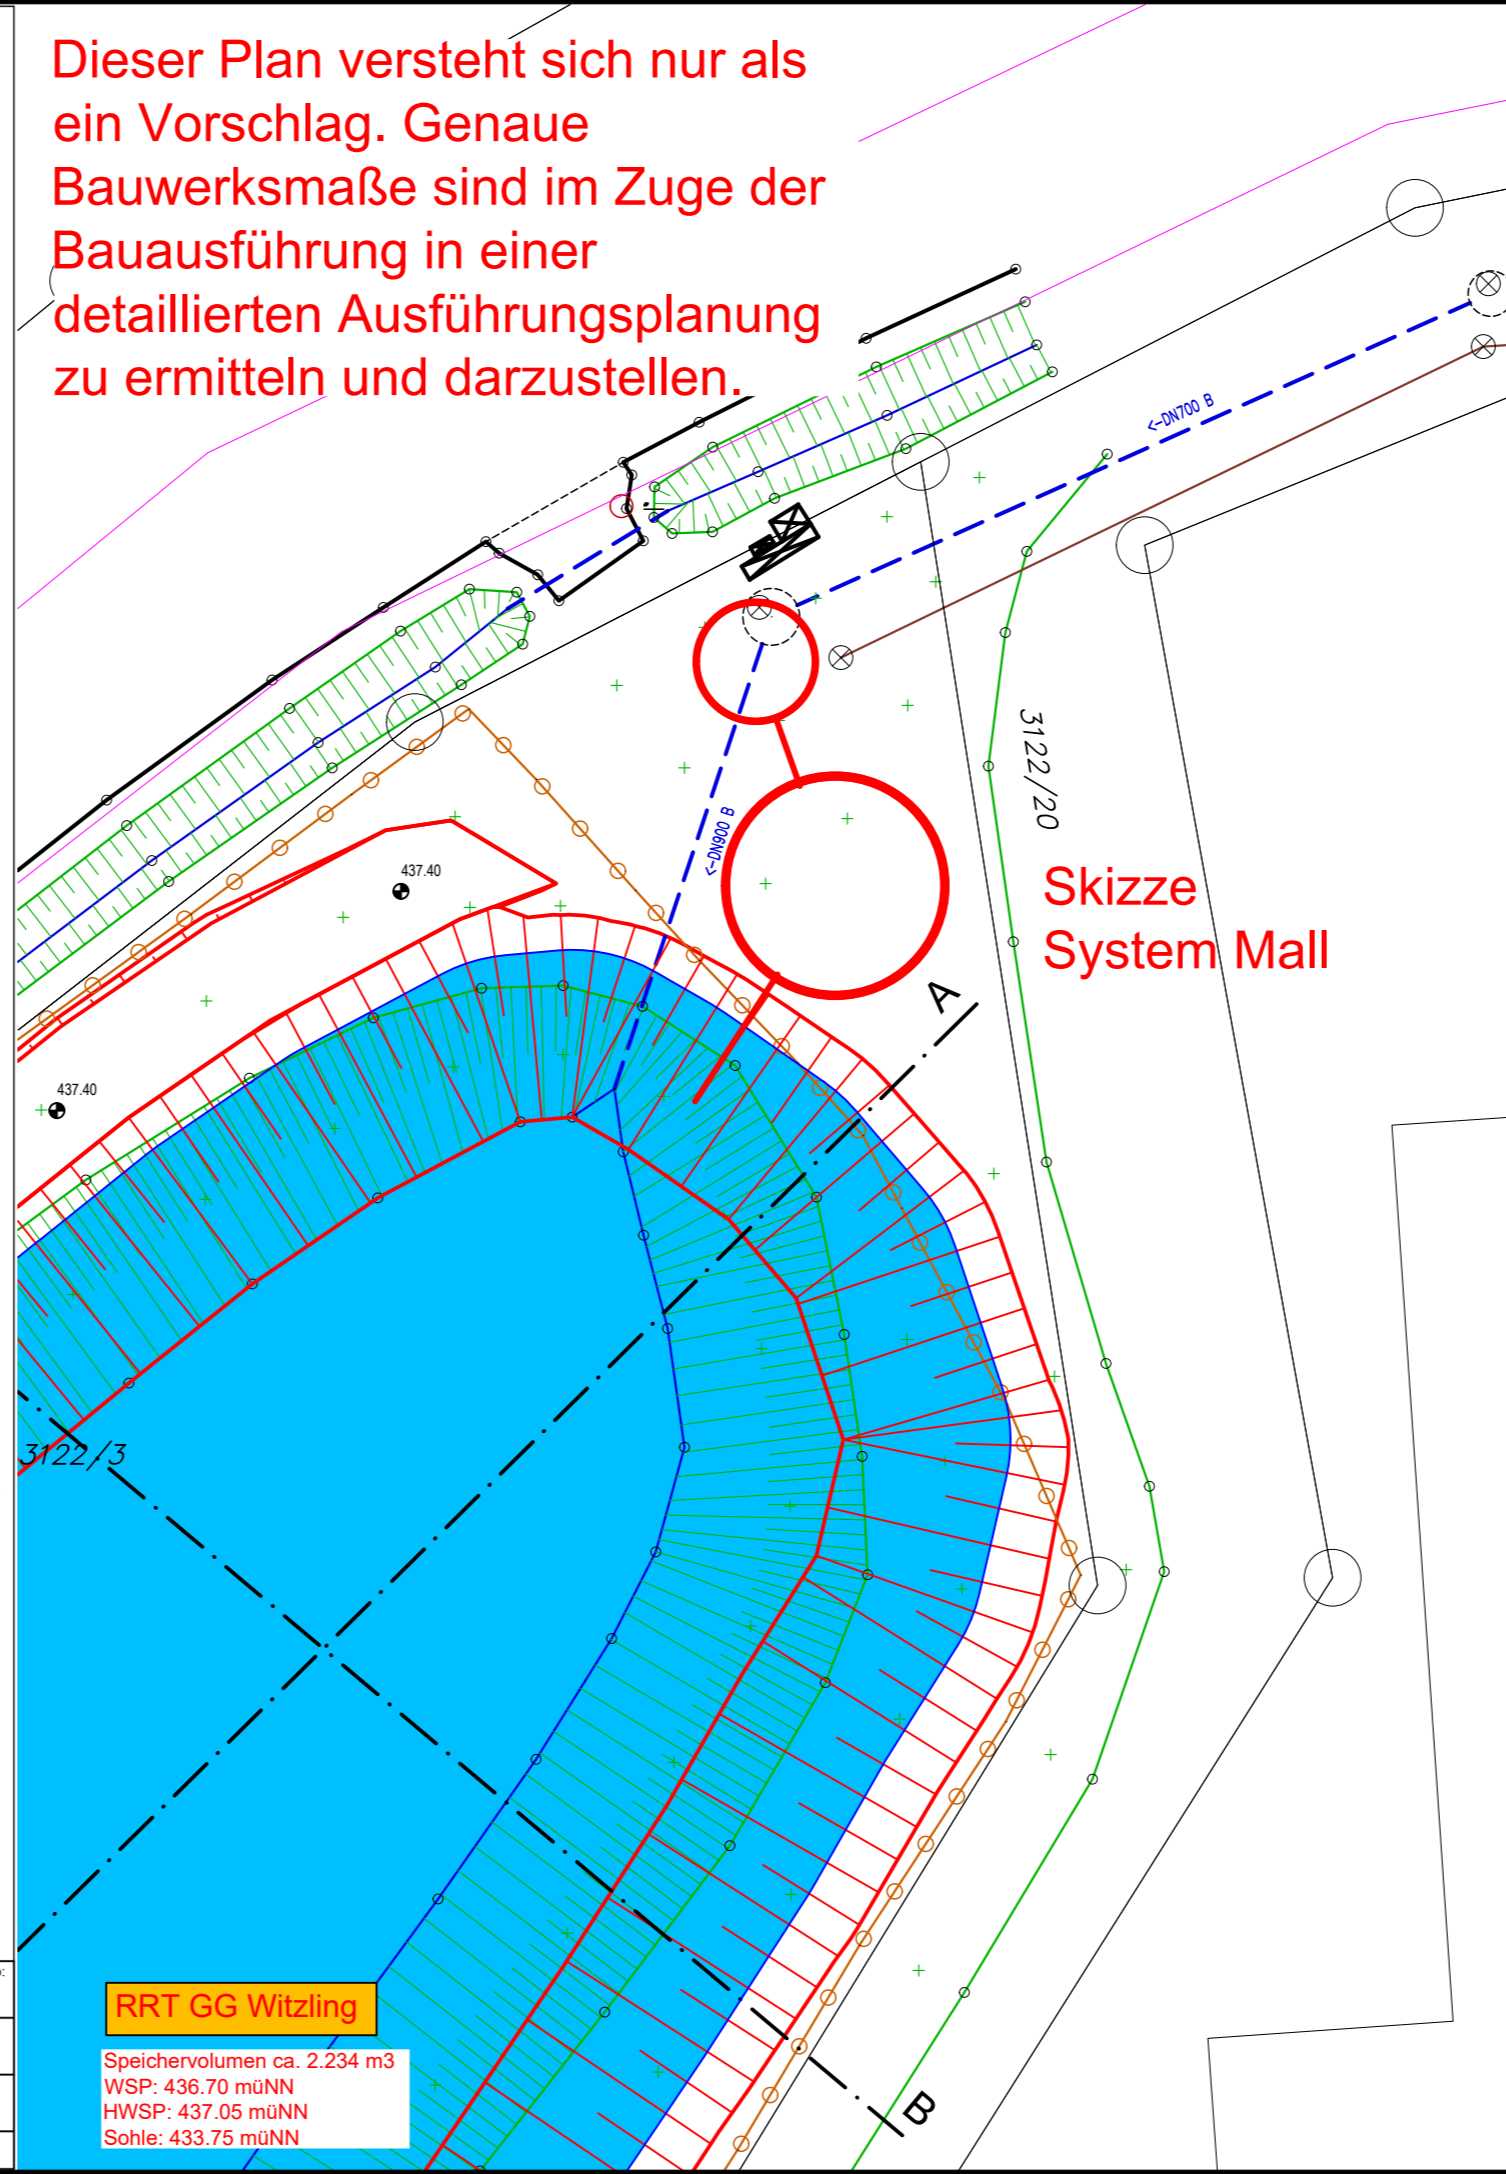 Dieser Plan versteht sich nur als
ein Vorschlag. Genaue
Bauwerksmaße sind im Zuge der
Bauausführung in einer
detaillierten Ausführungsplanung
zu ermitteln und darzustellen.
<-DN700 B
3122/20
<-DN900 B
437.40
Skizze
System Mall
A
437.40
3122/3
RRT GG Witzling
Speichervolumen ca. 2.234 m3
WSP: 436.70 müNN
HWSP: 437.05 müNN
Sohle: 433.75 müNN
B